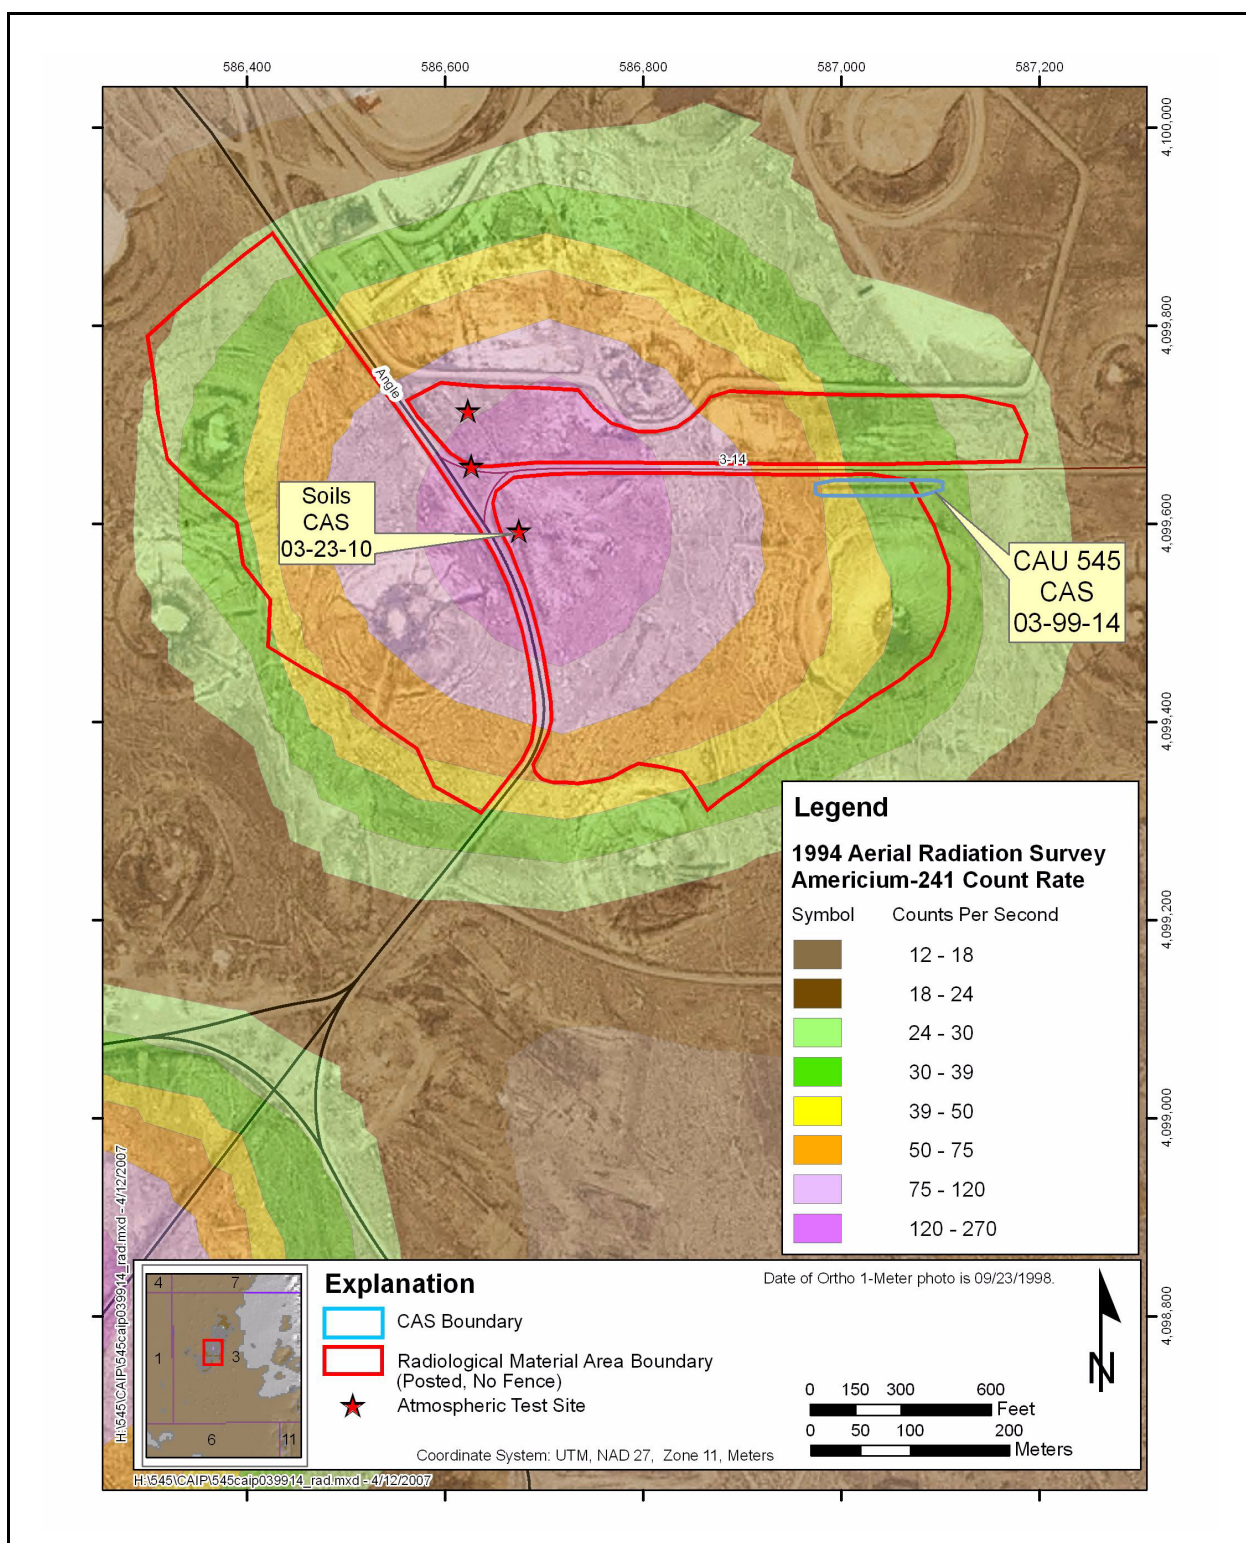 586,400
586,600
586,800
587,000
587,200
4,100,000
4,099,800
4,099,600
4,099,400
4,099,200
4,099,000
4,098,800
Angle
3-14
Soils
CAS
03-23-10
CAU 545
CAS
03-99-14
Legend
1994 Aerial Radiation Survey
Americium-241 Count Rate
Symbol Counts Per Second
12 - 18
18 - 24
24 - 30
30 - 39
39 - 50
50 - 75
75 - 120
120 - 270
H:\545\CAIP\545caip039914_rad.mxd - 4/12/2007
4 7
1 3
6 11
Explanation
CAS Boundary
Radiological Material Area Boundary
(Posted, No Fence)
Atmospheric Test Site
Date of Ortho 1-Meter photo is 09/23/1998.
N
0 150 300 600
Feet
0 50 100 200
Meters
Coordinate System: UTM, NAD 27, Zone 11, Meters
H:\545\CAIP\545caip039914_rad.mxd - 4/12/2007